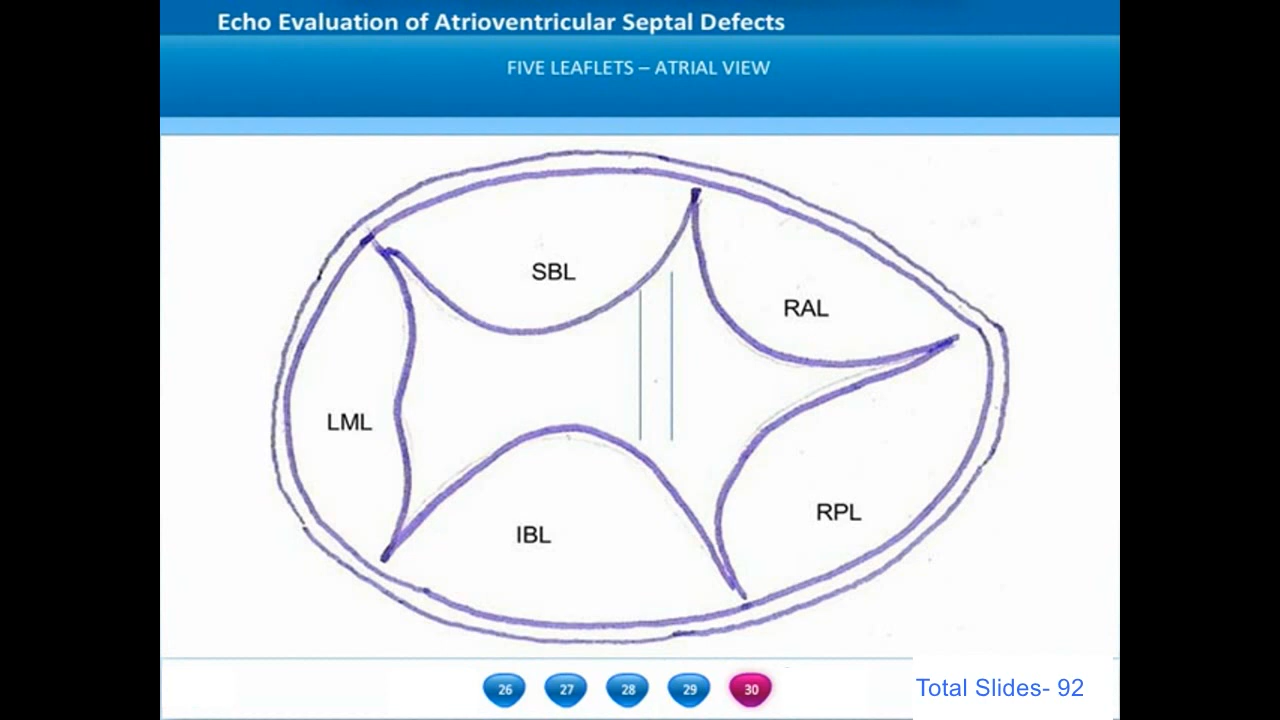 Echo Evaluation of Atrioventricular Septal Defects
FIVE LEAFLETS – ATRIAL VIEW
SBL
RAL
LML
RPL
IBL
26 27 28 29 30
Total Slides- 92